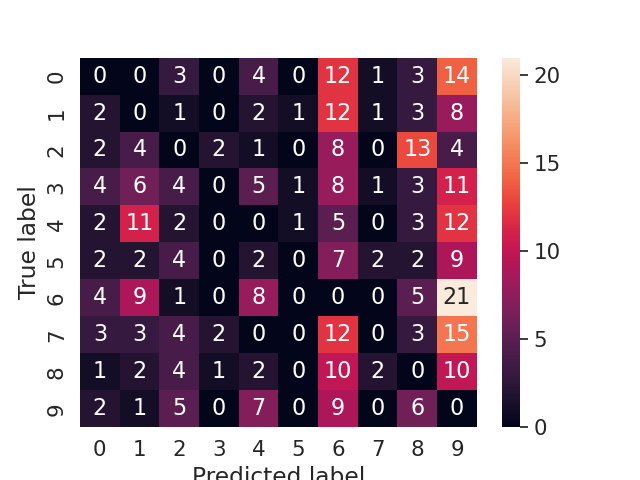 0 0 0 3 0 4 0 12 1 3 14 20
1 2 0 1 0 2 1 12 1 3 8
2 2 4 0 2 1 0 8 0 13 4 15
3 4 6 4 0 5 1 8 1 3 11
4 2 11 2 0 0 1 5 0 3 12 10
5 2 2 4 0 2 0 7 2 2 9
6 4 9 1 0 8 0 0 0 5 21
7 3 3 4 2 0 0 12 0 3 15 5
8 1 2 4 1 2 0 10 2 0 10
9 2 1 5 0 7 0 9 0 6 0 0
True label
0 1 2 3 4 5 6 7 8 9
Predicted label